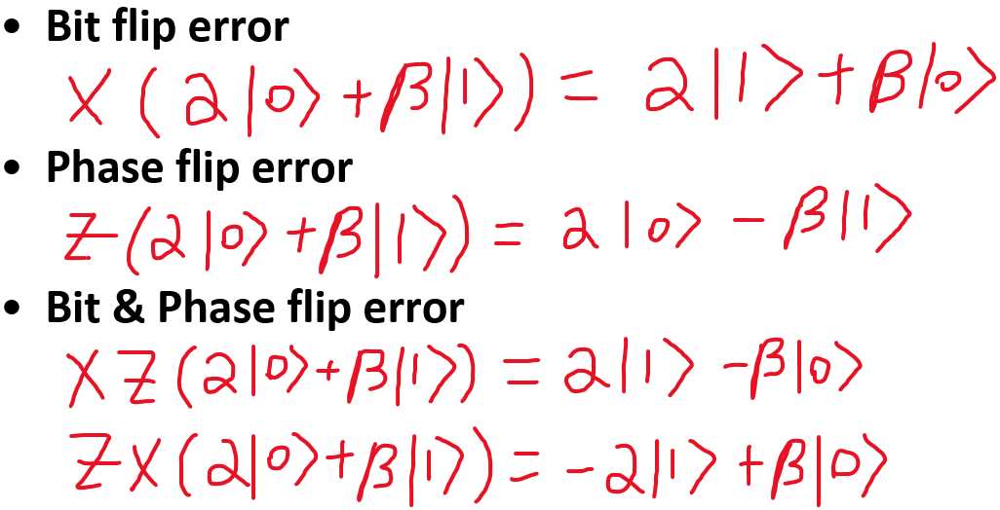 • Bit flip error
X(α|0⟩+β|1⟩) = α|1⟩+β|0⟩
• Phase flip error
Z(α|0⟩+β|1⟩) = α|0⟩-β|1⟩
• Bit & Phase flip error
XZ(α|0⟩+β|1⟩) = α|1⟩-β|0⟩
ZX(α|0⟩+β|1⟩) = -α|1⟩+β|0⟩